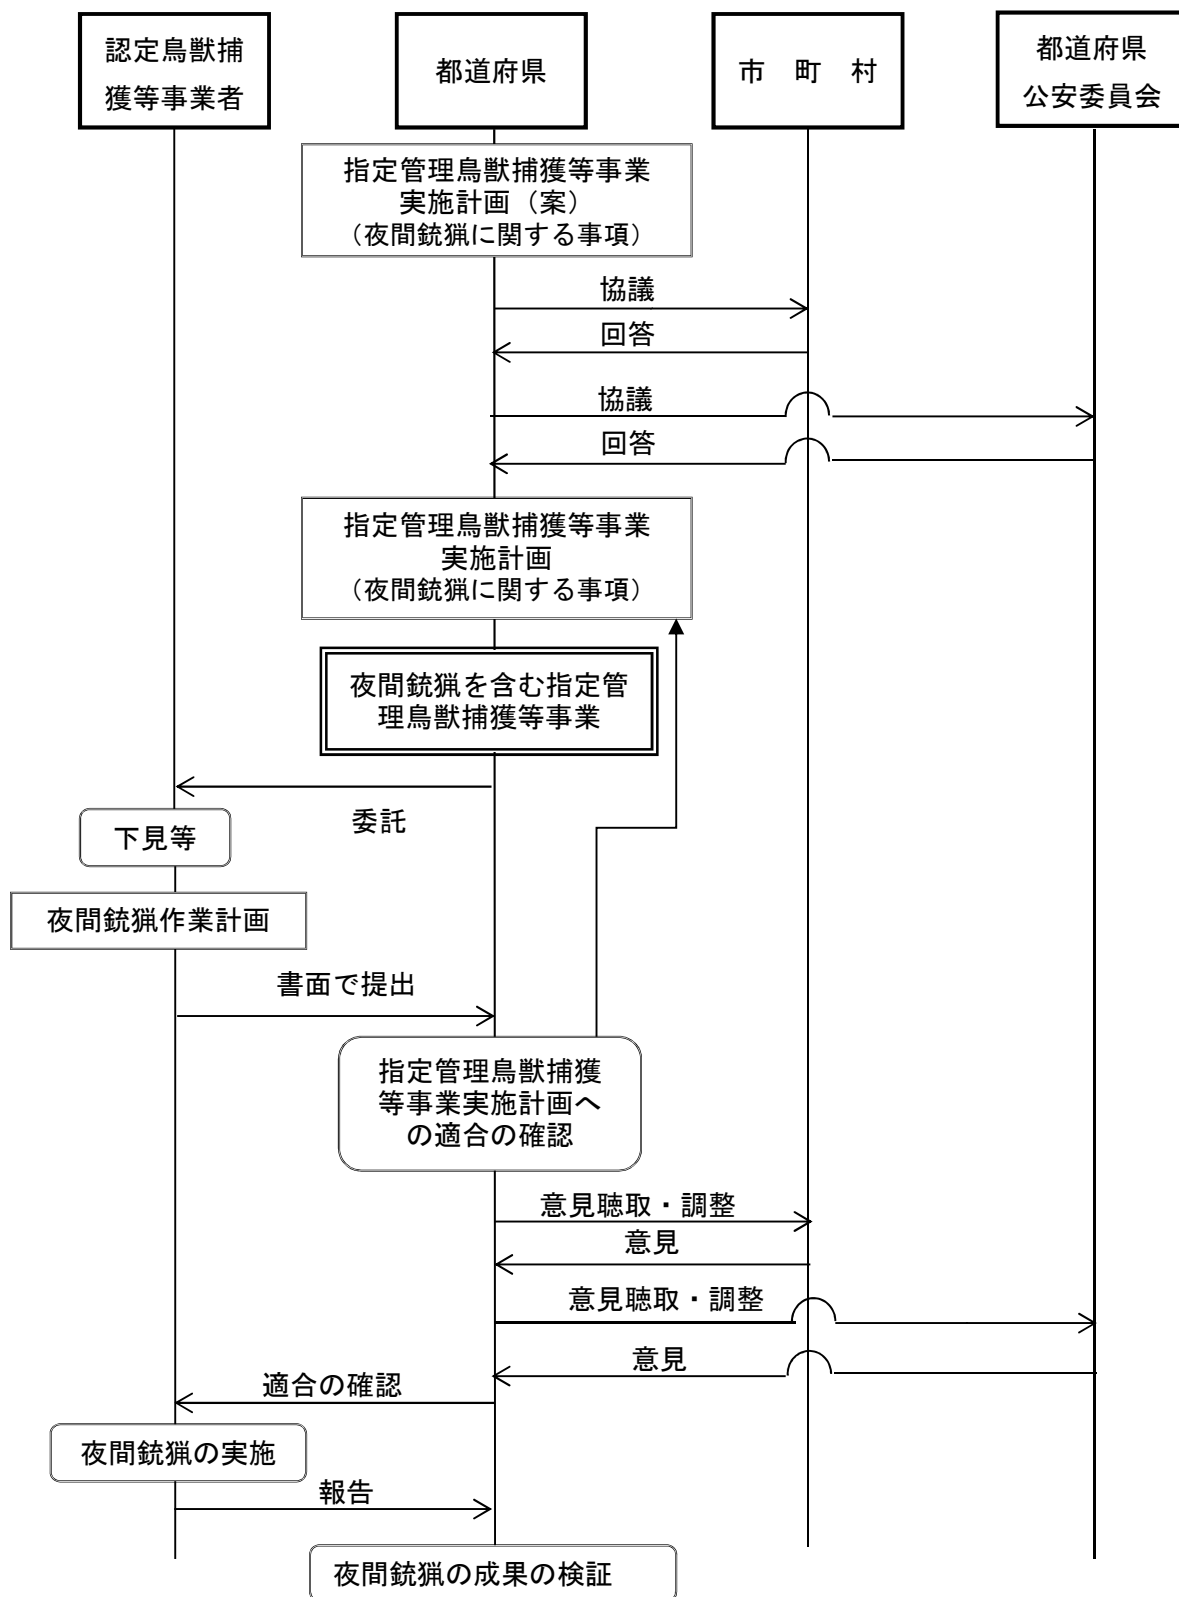 認定鳥獣捕
獲等事業者
都道府県
市 町 村
都道府県
公安委員会
指定管理鳥獣捕獲等事業
実施計画（案）
（夜間銃猟に関する事項）
協議
回答
協議
回答
指定管理鳥獣捕獲等事業
実施計画
（夜間銃猟に関する事項）
夜間銃猟を含む指定管
理鳥獣捕獲等事業
委託
下見等
夜間銃猟作業計画
書面で提出
指定管理鳥獣捕獲
等事業実施計画へ
の適合の確認
意見聴取・調整
意見
意見聴取・調整
意見
適合の確認
夜間銃猟の実施
報告
夜間銃猟の成果の検証